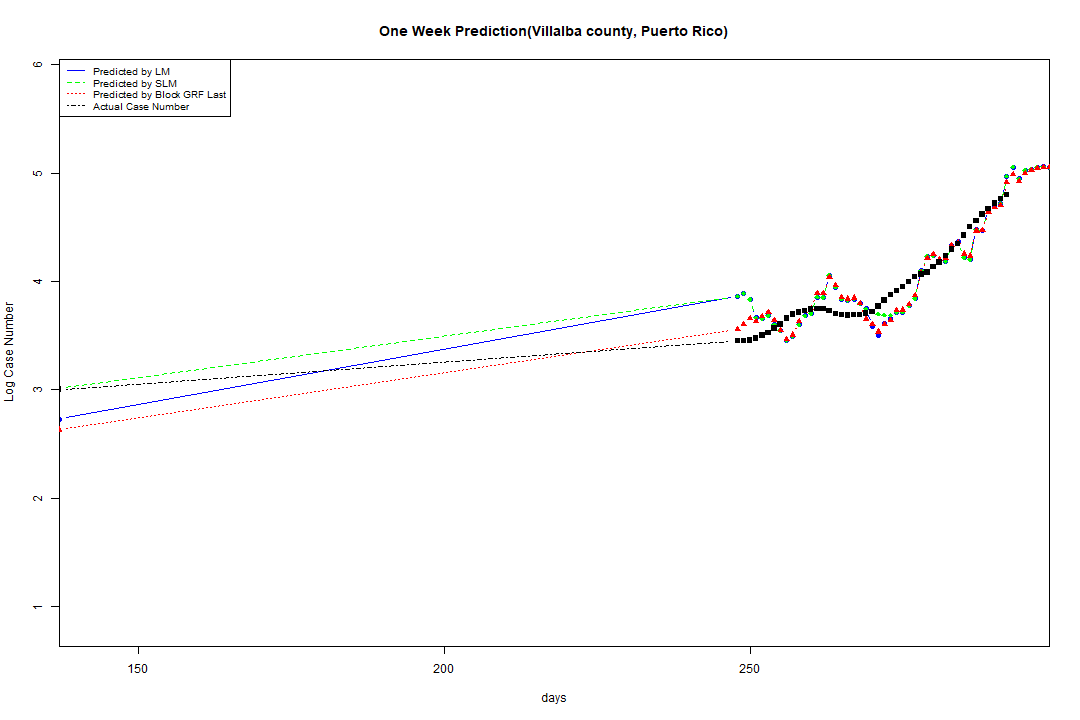 One Week Prediction(Villalba county, Puerto Rico)
Predicted by LM
Predicted by SLM
Predicted by Block GRF Last
Actual Case Number
6
5
4
3
2
1
Log Case Number
150 200 250
days